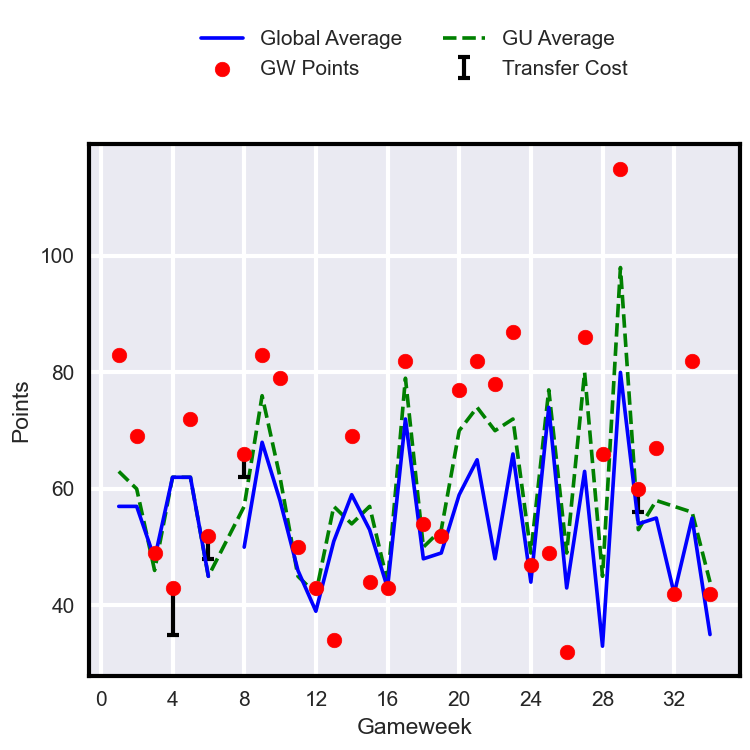 Global Average
GU Average
GW Points
Transfer Cost
100
80
60
40
Points
0 4 8 12 16 20 24 28 32
Gameweek